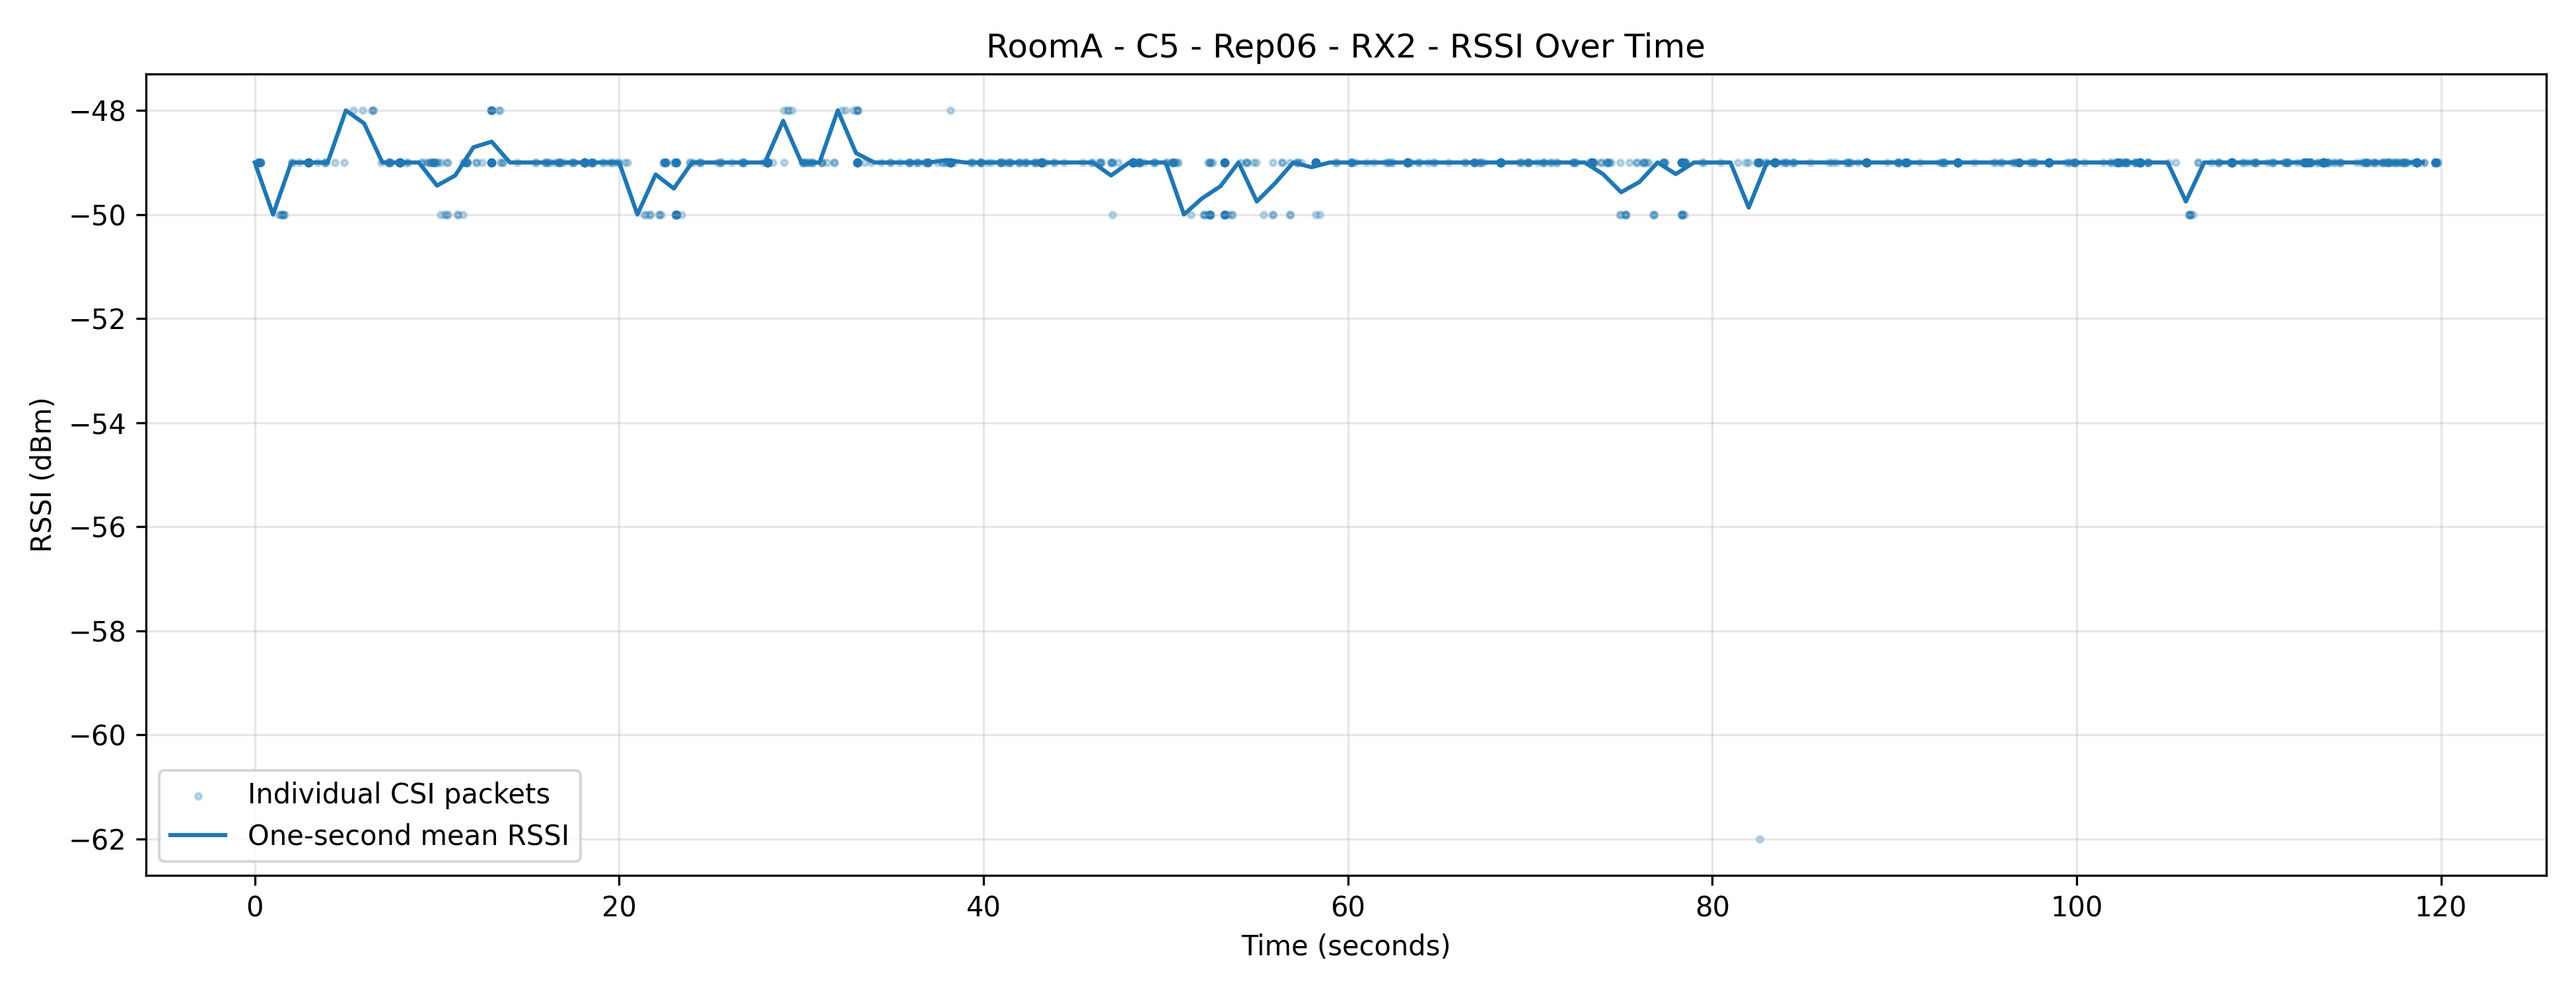 RoomA - C5 - Rep06 - RX2 - RSSI Over Time
RSSI (dBm)
−48
−50
−52
−54
−56
−58
−60
−62
Individual CSI packets
One-second mean RSSI
0 20 40 60 80 100 120
Time (seconds)